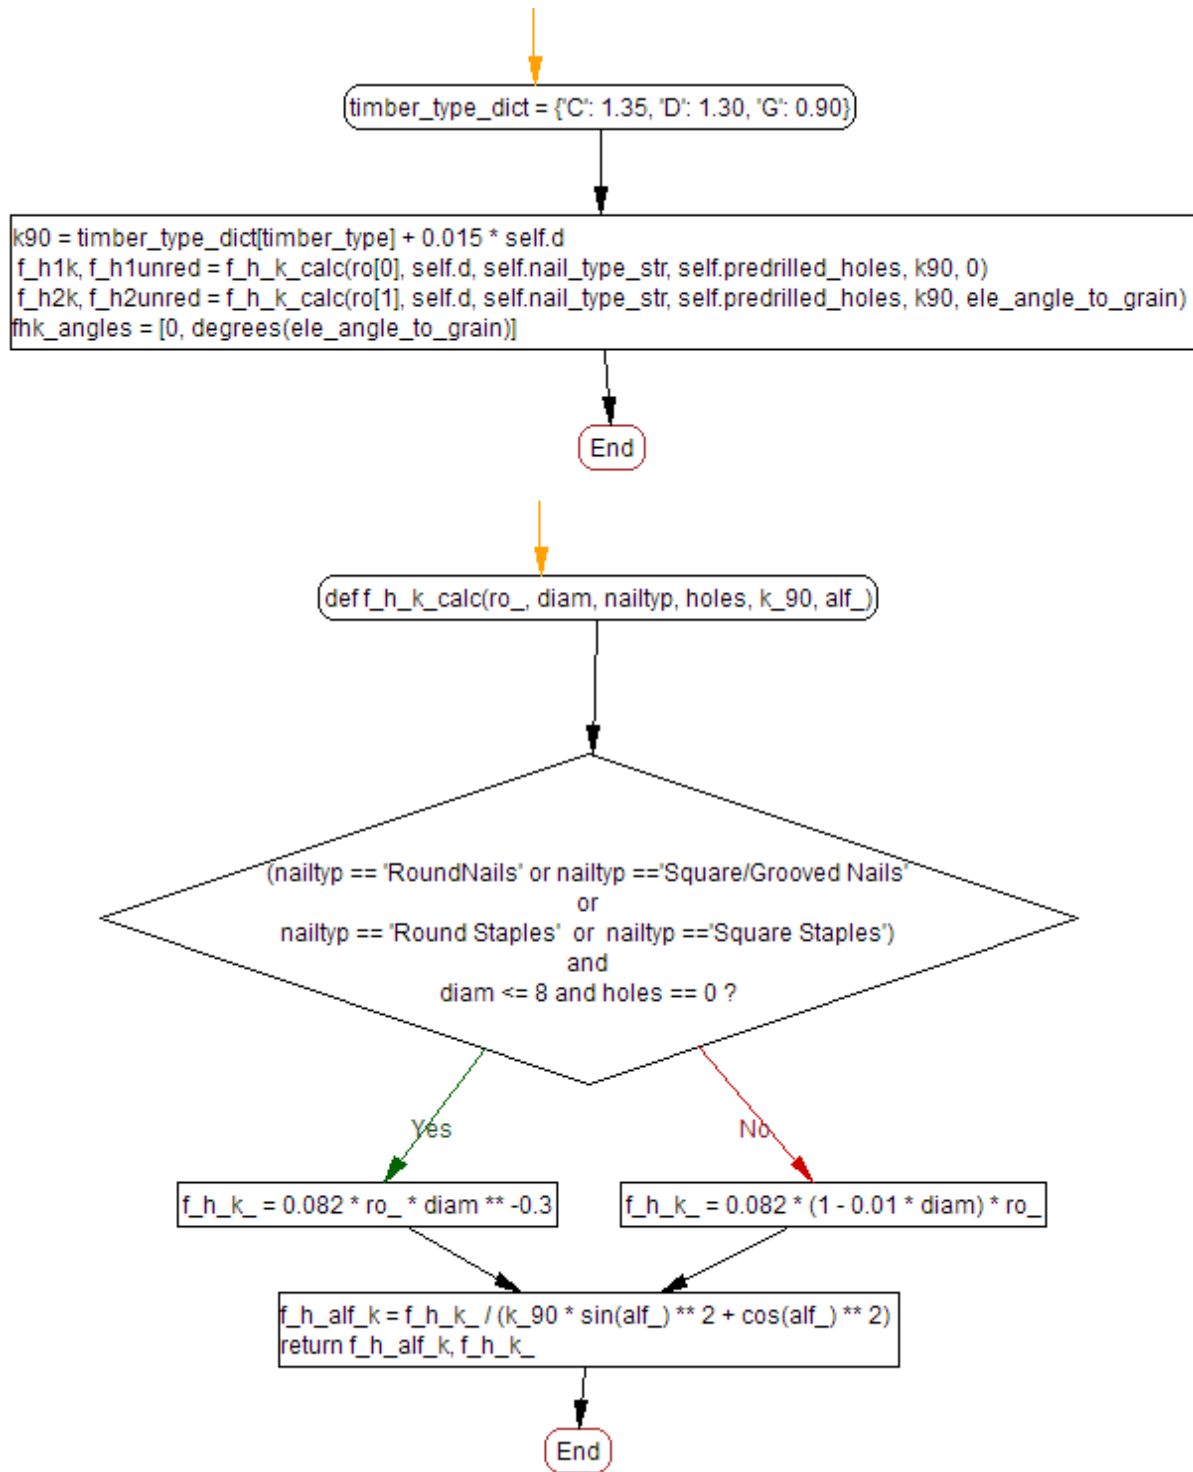 timber_type_dict = {'C': 1.35, 'D': 1.30, 'G': 0.90}
k90 = timber_type_dict[timber_type] + 0.015 * self.d
f_h1k, f_h1unred = f_h_k_calc(ro[0], self.d, self.nail_type_str, self.predrilled_holes, k90, 0)
f_h2k, f_h2unred = f_h_k_calc(ro[1], self.d, self.nail_type_str, self.predrilled_holes, k90, ele_angle_to_grain)
fhk_angles = [0, degrees(ele_angle_to_grain)]
End
def f_h_k_calc(ro_, diam, nailtyp, holes, k_90, alf_)
(nailtyp == 'RoundNails' or nailtyp =='Square/Grooved Nails'
or
nailtyp == 'Round Staples' or nailtyp =='Square Staples')
and
diam <= 8 and holes == 0 ?
Yes
No
f_h_k_ = 0.082 * ro_ * diam ** -0.3
f_h_k_ = 0.082 * (1 - 0.01 * diam) * ro_
f_h_alf_k = f_h_k_ / (k_90 * sin(alf_) ** 2 + cos(alf_) ** 2)
return f_h_alf_k, f_h_k_
End